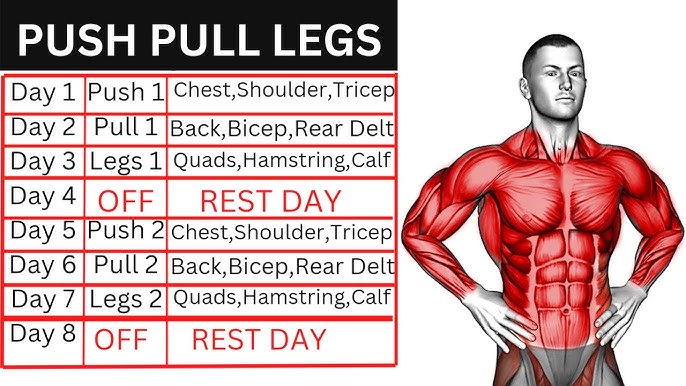 PUSH PULL LEGS
Day 1 Push 1 Chest,Shoulder,Tricep
Day 2 Pull 1 Back,Bicep,Rear Delt
Day 3 Legs 1 Quads,Hamstring,Calf
Day 4 OFF REST DAY
Day 5 Push 2 Chest,Shoulder,Tricep
Day 6 Pull 2 Back,Bicep,Rear Delt
Day 7 Legs 2 Quads,Hamstring,Calf
Day 8 OFF REST DAY